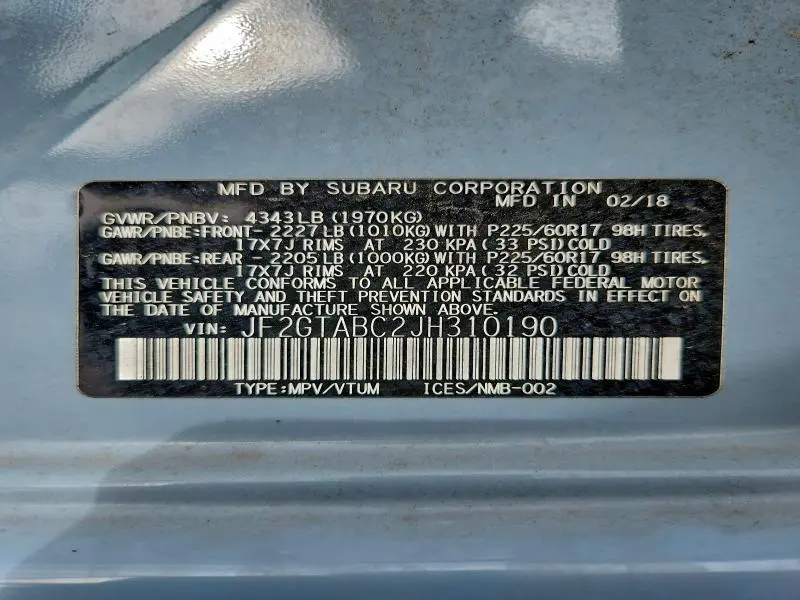 MFD BY SUBARU CORPORATION
MFD IN 02/18
GVWR/PNBV: 4343LB(1970KG)
GAWR/PNBE:FRONT- 2227LB(1010KG)WITH P225/60R17 98H TIRES,
17X7J RIMS AT 230 KPA(33 PSI)COLD
GAWR/PNBE:REAR - 2205LB(1000KG)WITH P225/60R17 98H TIRES,
17X7J RIMS AT 220 KPA(32 PSI)COLD
THIS VEHICLE CONFORMS TO ALL APPLICABLE FEDERAL MOTOR
VEHICLE SAFETY AND THEFT PREVENTION STANDARDS IN EFFECT ON
THE DATE OF MANUFACTURE SHOWN ABOVE.
VIN: JF2GTABC2JH310190
TYPE:MPV/VTUM ICES/NMB-002